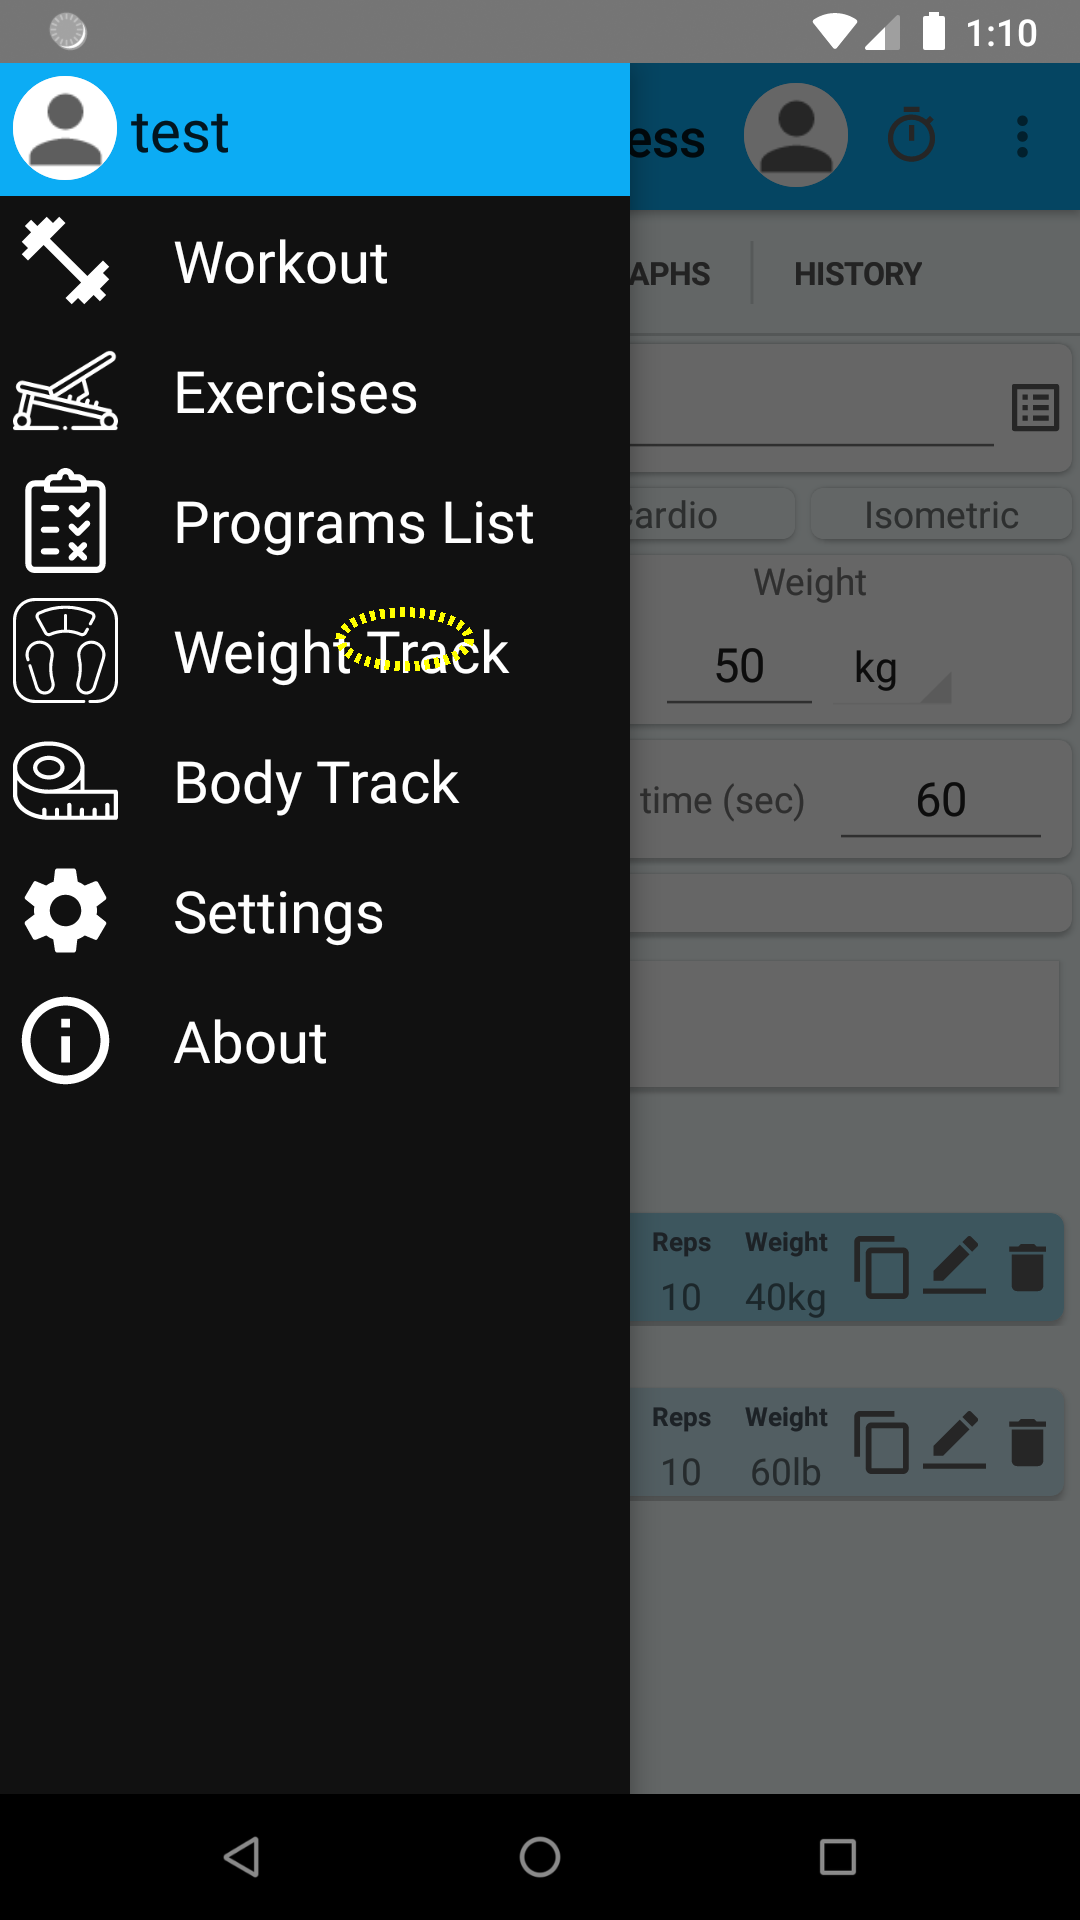 1:10
test
ess
Workout
APHS
HISTORY
Exercises
Programs List
Cardio
Isometric
Weight
Weight Track
50
kg
Body Track
time (sec)
60
Settings
About
Reps
Weight
10
40kg
Reps
Weight
10
60lb